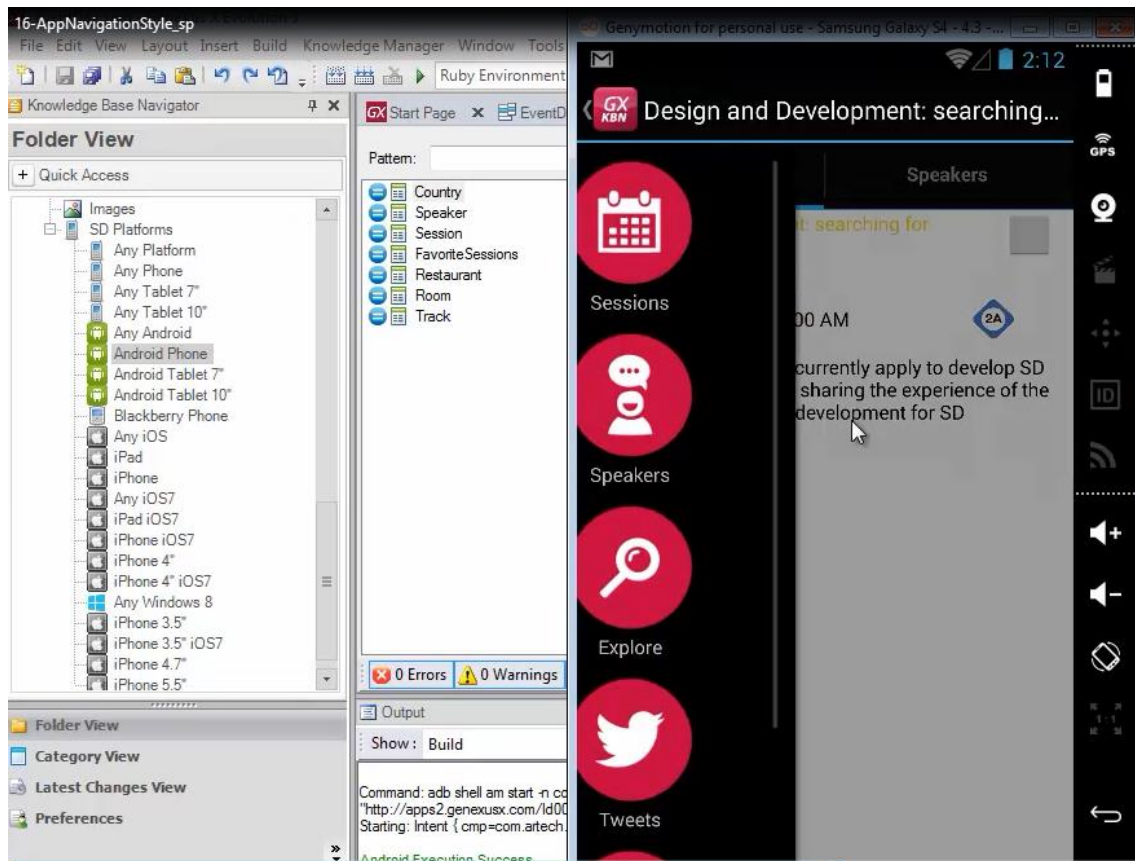 16-AppNavigationStyle_sp
File Edit View Layout Insert Build Knowledge Manager Window Tools
Ruby Environment
Knowledge Base Navigator
Folder View
Quick Access
Images
SD Platforms
Any Platform
Any Phone
Any Tablet 7"
Any Tablet 10"
Any Android
Android Phone
Android Tablet 7"
Android Tablet 10"
Blackberry Phone
Any iOS
iPad
iPhone
Any iOS7
iPad iOS7
iPhone iOS7
iPhone 4"
iPhone 4" iOS7
Any Windows 8
iPhone 3.5"
iPhone 3.5" iOS7
iPhone 4.7"
iPhone 5.5"
Folder View
Category View
Latest Changes View
Preferences
GX Start Page
EventD
Pattern:
Country
Speaker
Session
FavoriteSessions
Restaurant
Room
Track
0 Errors 0 Warnings
Output
Show: Build
Command: adb shell am start -n co
"http://apps2.genexusx.com/Id00
Starting: Intent { cmp=com.artech.
Android Execution Success
Genymotion for personal use - Samsung Galaxy S4 - 4.3 - ...
2:12
GX KBN
Design and Development: searching...
Speakers
t: searching for
00 AM
2A
currently apply to develop SD
sharing the experience of the
development for SD
Sessions
Speakers
Explore
Tweets
GPS
ID
1:1